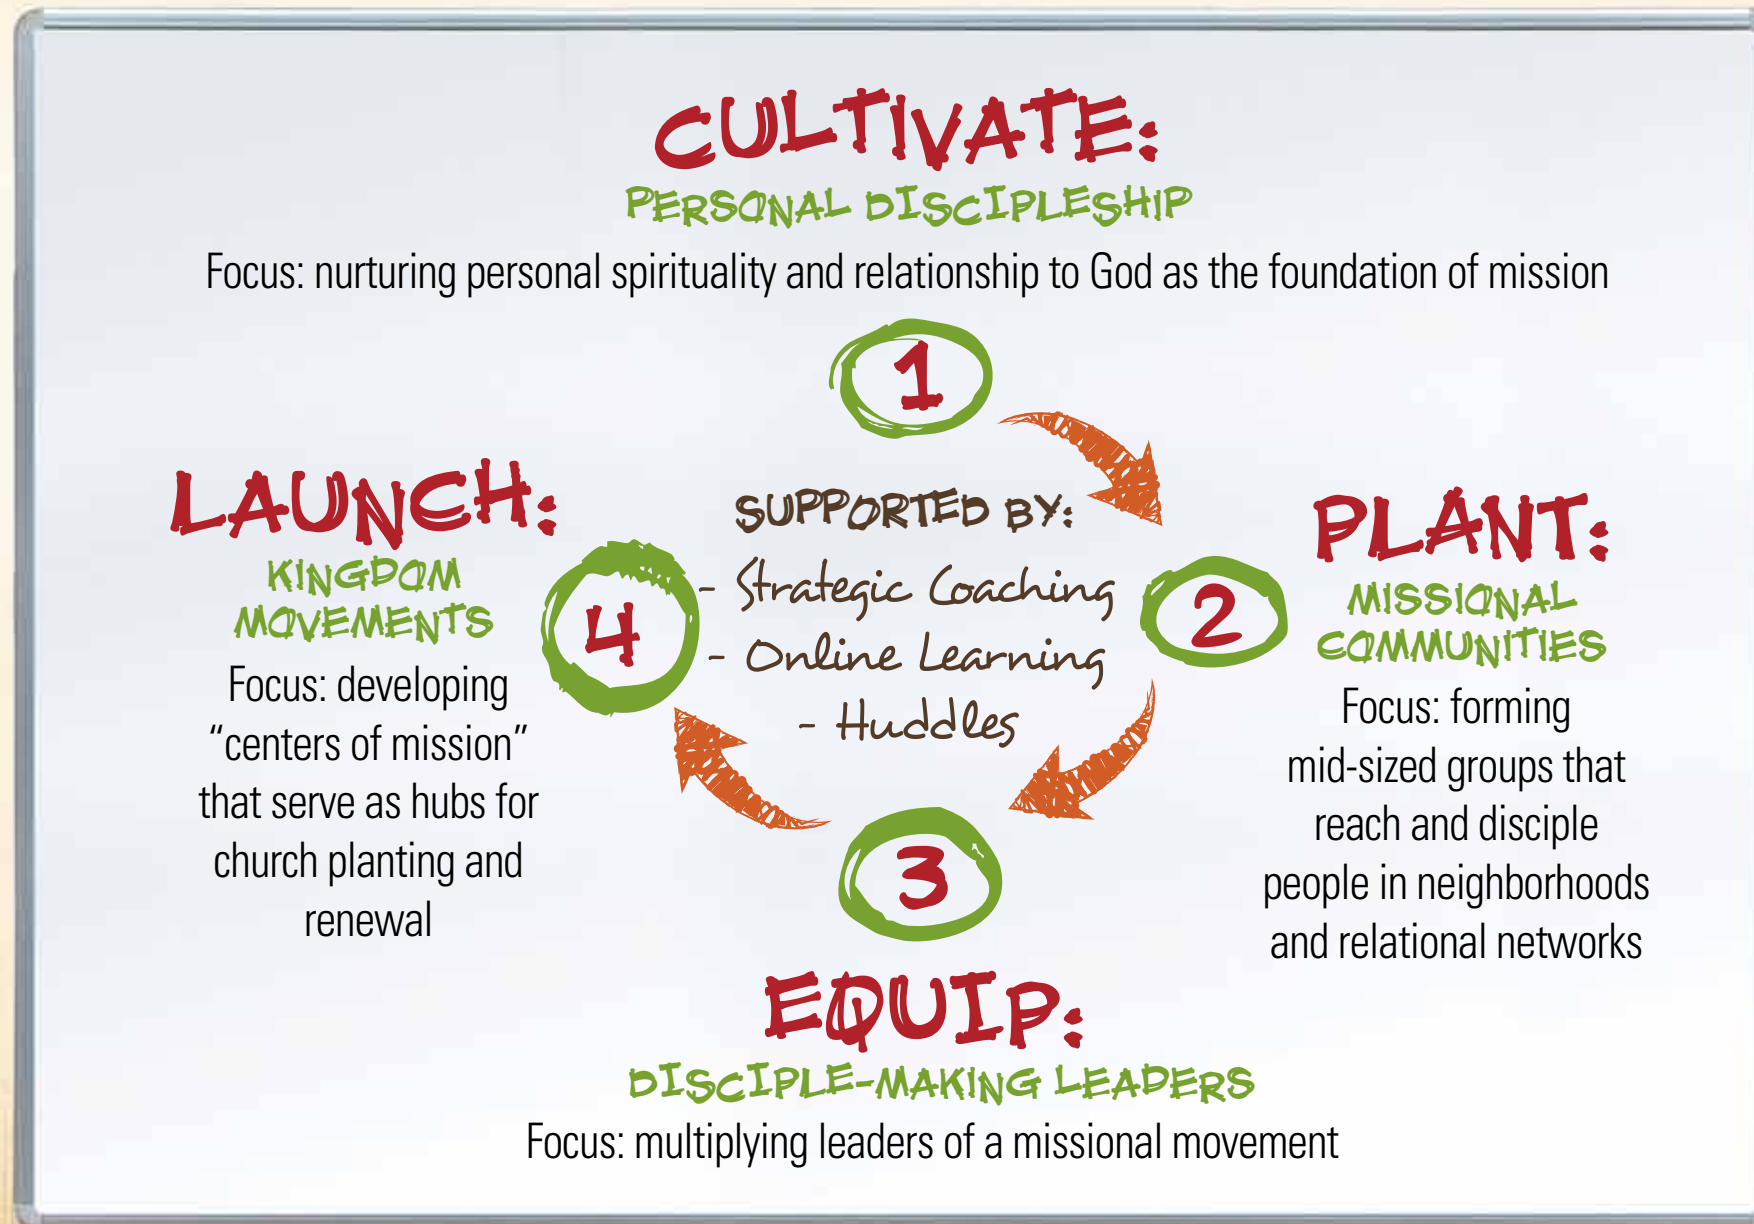 CULTIVATE:
PERSONAL DISCIPLESHIP
Focus: nurturing personal spirituality and relationship to God as the foundation of mission
1
SUPPORTED BY:
- Strategic Coaching
- Online Learning
- Huddles
2
PLANT:
MISSIONAL
COMMUNITIES
Focus: forming
mid-sized groups that
reach and disciple
people in neighborhoods
and relational networks
3
EQUIP:
DISCIPLE-MAKING LEADERS
Focus: multiplying leaders of a missional movement
4
LAUNCH:
KINGDOM
MOVEMENTS
Focus: developing
“centers of mission”
that serve as hubs for
church planting and
renewal